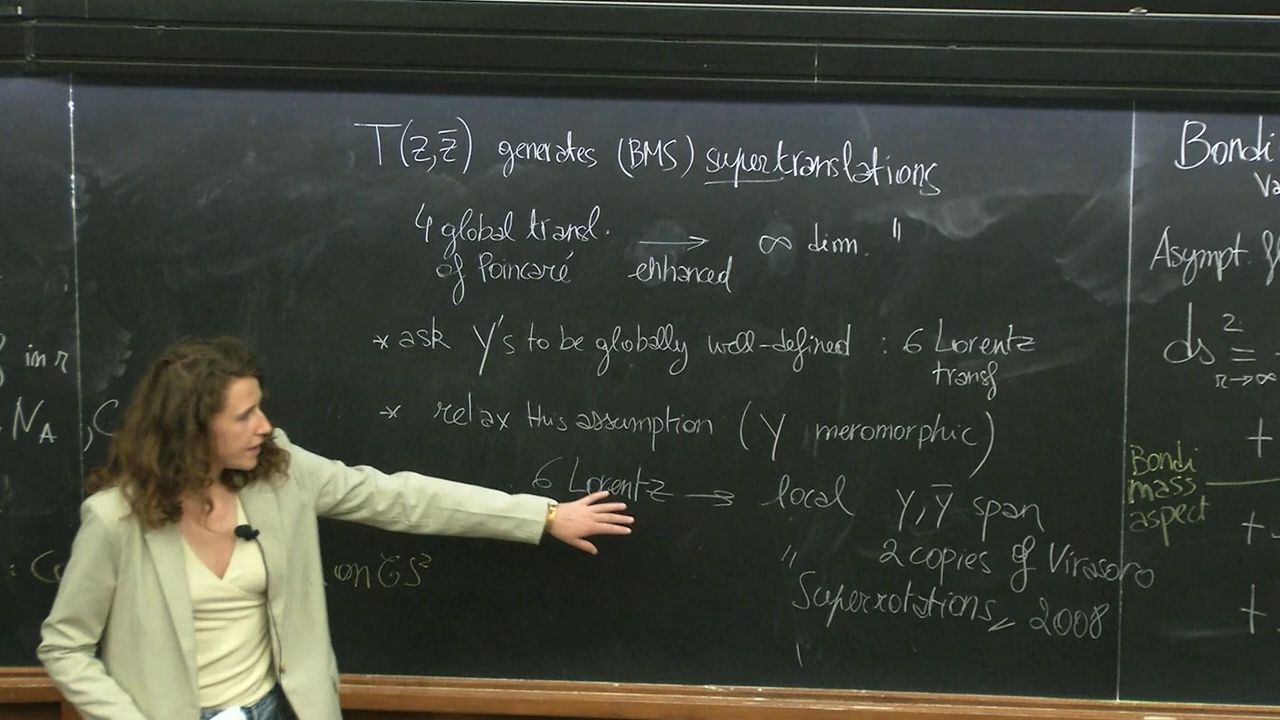 T(z,z̄) generates (BMS) supertranslations
4 global transl. → ∞ dim. "
of Poincaré enhanced
* ask Y's to be globally well-defined : 6 Lorentz
transf
* relax this assumption (Y meromorphic)
6 Lorentz → local Y,Ȳ span
2 copies of Virasoro
"Superrotations" 2008
in r
N_A , C
on S²
Bondi
Va
Asympt. fl
ds² =
r→∞
+
Bondi
mass
aspect
+
+